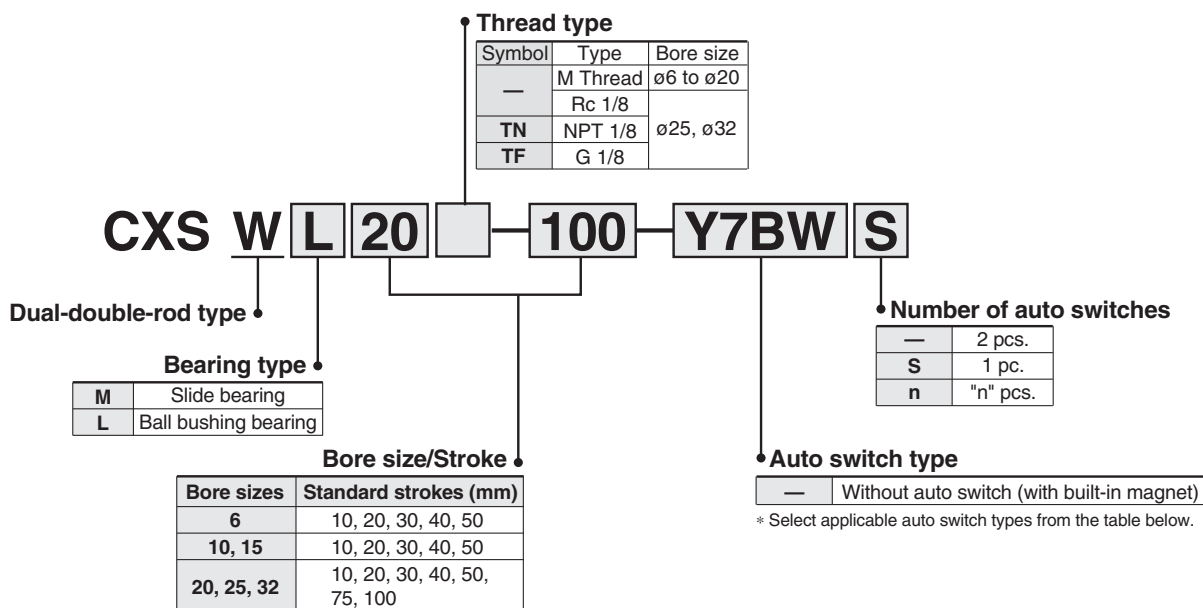 Thread type
Symbol Type Bore size
— M Thread ø6 to ø20
Rc 1/8
TN NPT 1/8 ø25, ø32
TF G 1/8
CXS W L 20 — 100 — Y7BW S
Dual-double-rod type
Number of auto switches
— 2 pcs.
S 1 pc.
n "n" pcs.
Bearing type
M Slide bearing
L Ball bushing bearing
Bore size/Stroke
Bore sizes Standard strokes (mm)
6 10, 20, 30, 40, 50
10, 15 10, 20, 30, 40, 50
20, 25, 32 10, 20, 30, 40, 50,
75, 100
Auto switch type
— Without auto switch (with built-in magnet)
* Select applicable auto switch types from the table below.